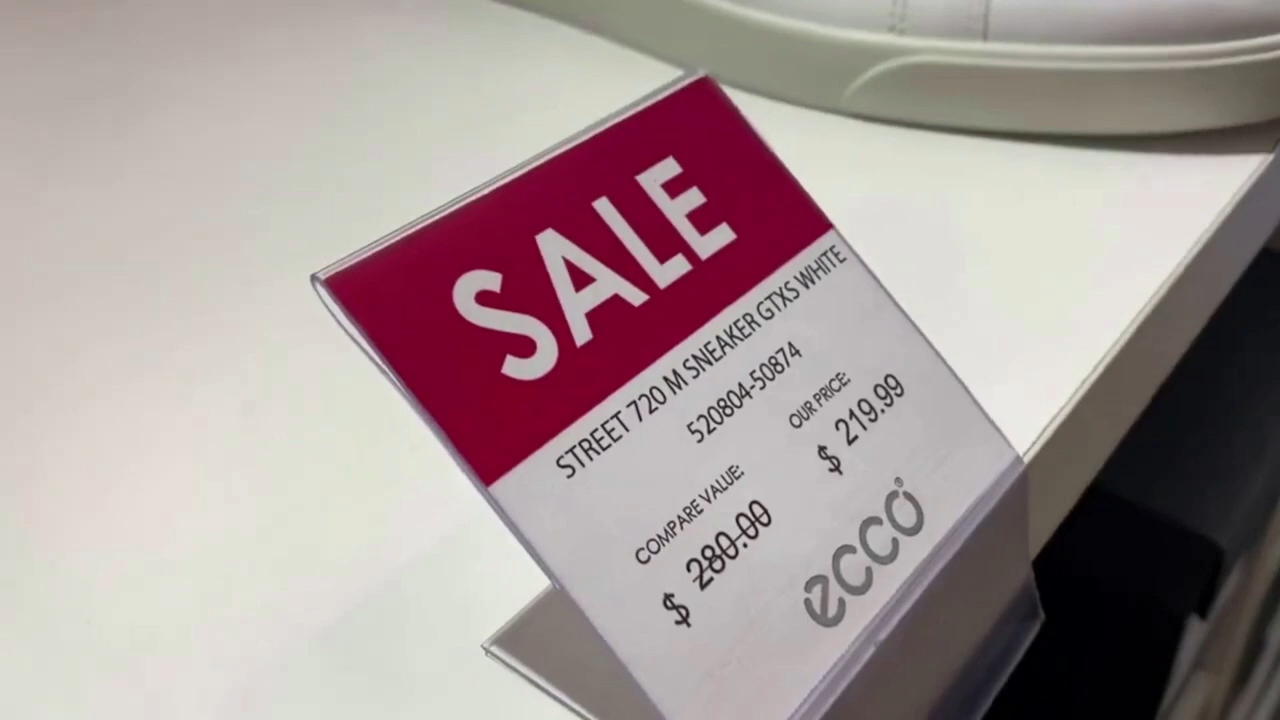 SALE
STREET 720 M SNEAKER GTXS WHITE
520804-50874
COMPARE VALUE:
$ 280.00
OUR PRICE:
$ 219.99
ecco®